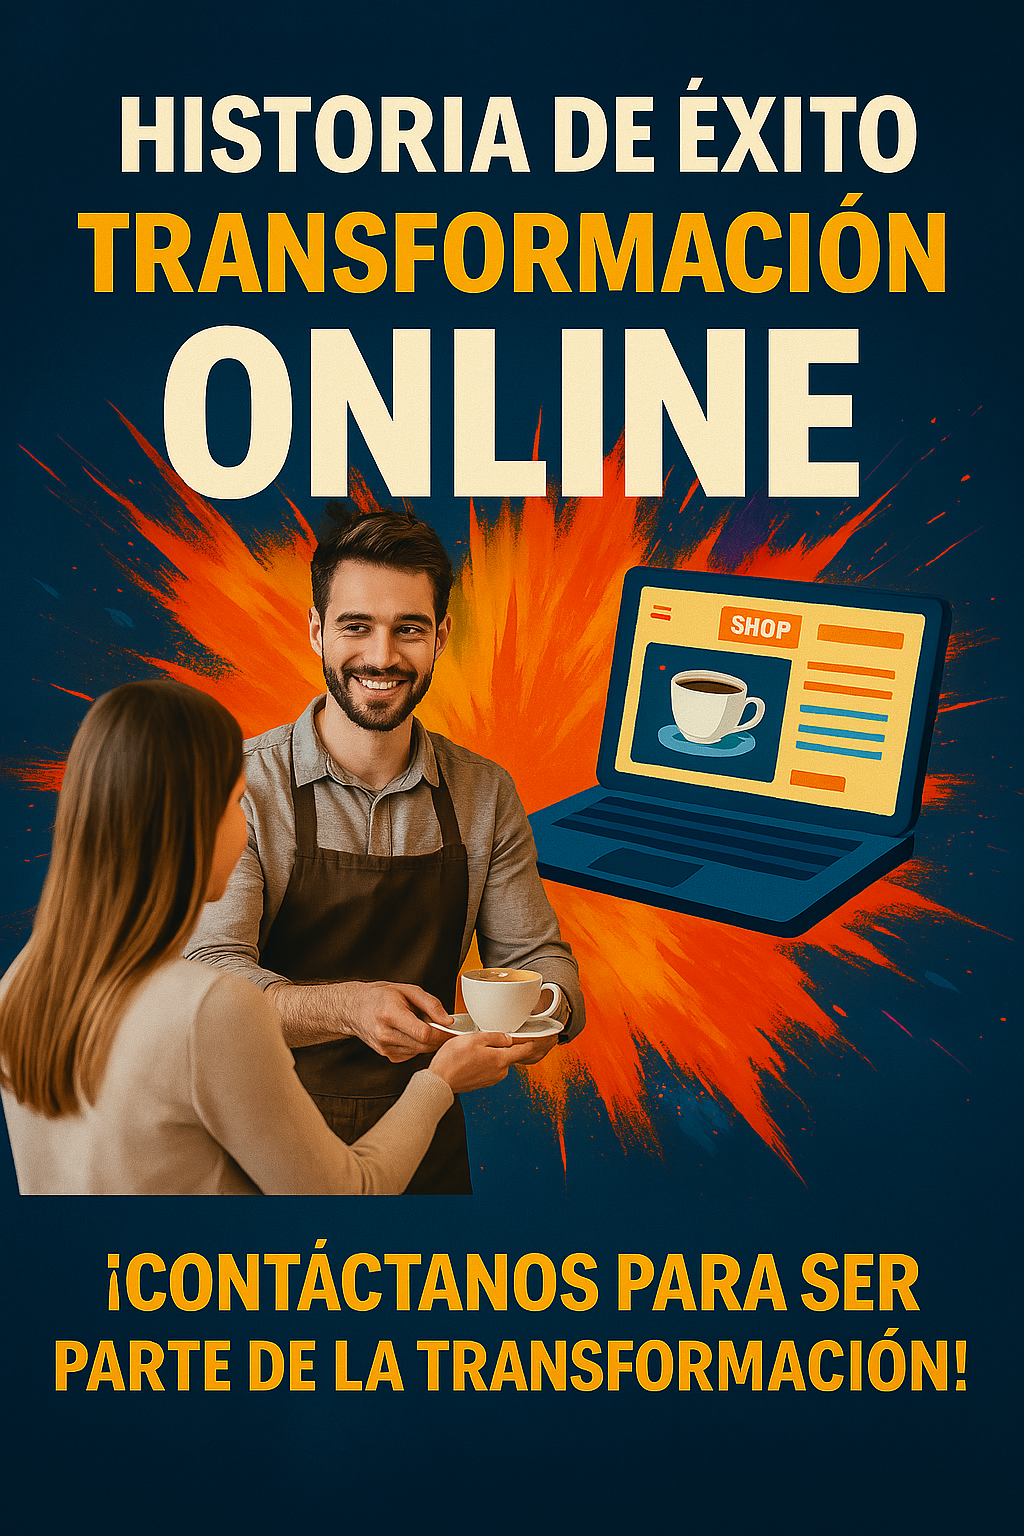 HISTORIA DE ÉXITO
TRANSFORMACIÓN
ONLINE
SHOP
¡CONTÁCTANOS PARA SER
PARTE DE LA TRANSFORMACIÓN!